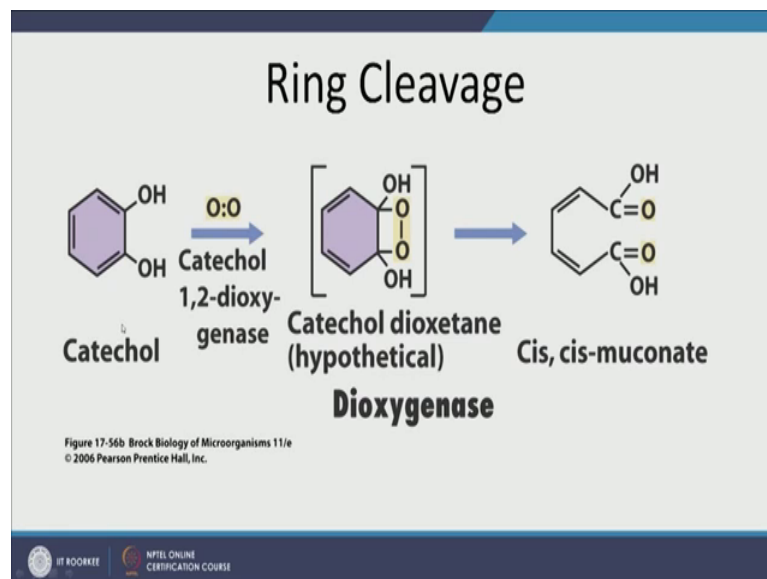 Ring Cleavage
OH
OH
Catechol
O:O
Catechol
1,2-dioxy-
genase
OH
O
O
OH
Catechol dioxetane
(hypothetical)
OH
C=O
C=O
OH
Cis, cis-muconate
Dioxygenase
Figure 17-56b Brock Biology of Microorganisms 11/e
© 2006 Pearson Prentice Hall, Inc.
IIT ROORKEE
NPTEL ONLINE
CERTIFICATION COURSE